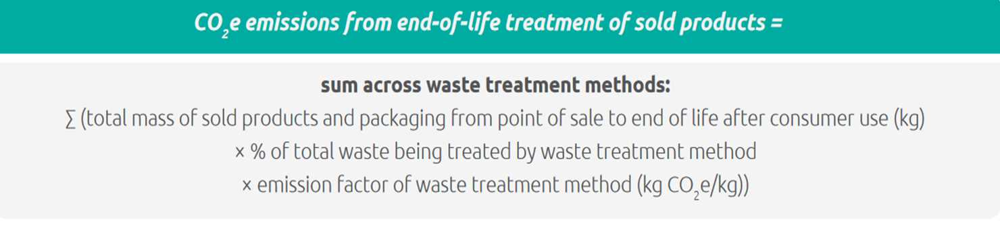 CO₂e emissions from end-of-life treatment of sold products =
sum across waste treatment methods:
∑ (total mass of sold products and packaging from point of sale to end of life after consumer use (kg)
× % of total waste being treated by waste treatment method
× emission factor of waste treatment method (kg CO₂e/kg))